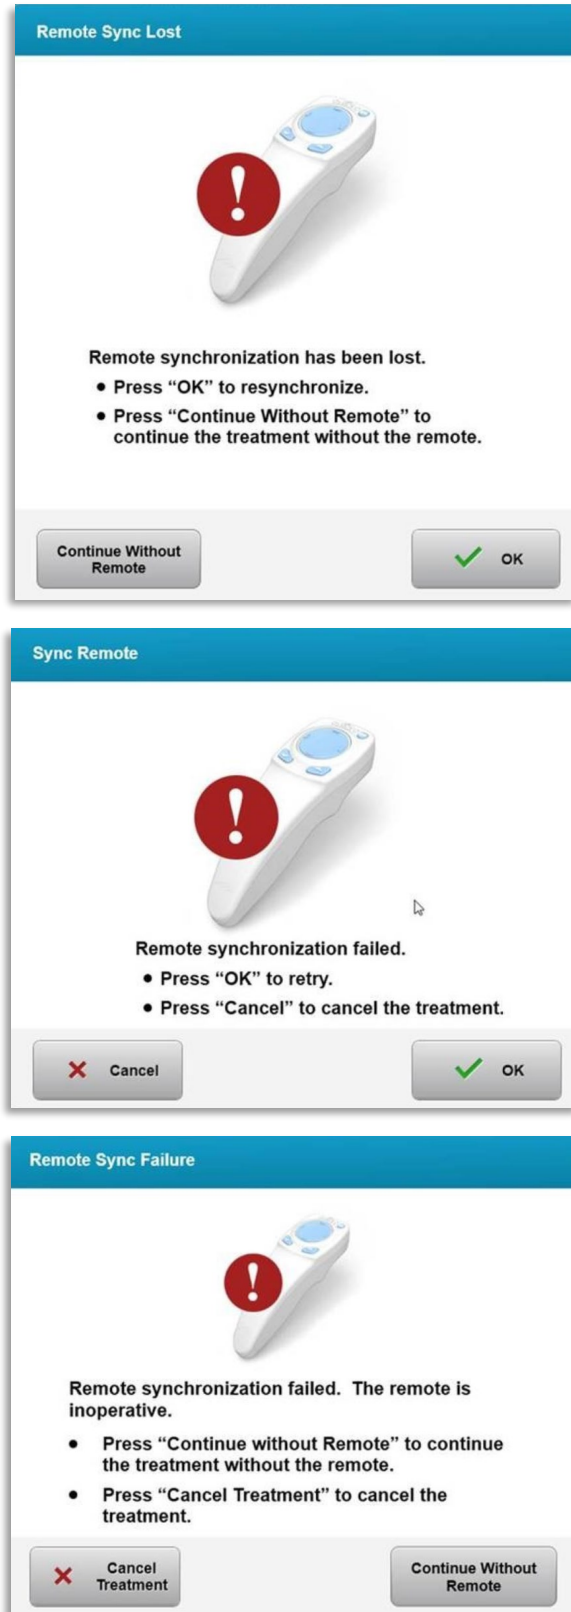 Remote Sync Lost
Remote synchronization has been lost.
● Press “OK” to resynchronize.
● Press “Continue Without Remote” to
continue the treatment without the remote.
Continue Without
Remote
OK
Sync Remote
Remote synchronization failed.
● Press “OK” to retry.
● Press “Cancel” to cancel the treatment.
Cancel
OK
Remote Sync Failure
Remote synchronization failed.  The remote is
inoperative.
● Press “Continue without Remote” to continue
the treatment without the remote.
● Press “Cancel Treatment” to cancel the
treatment.
Cancel
Treatment
Continue Without
Remote